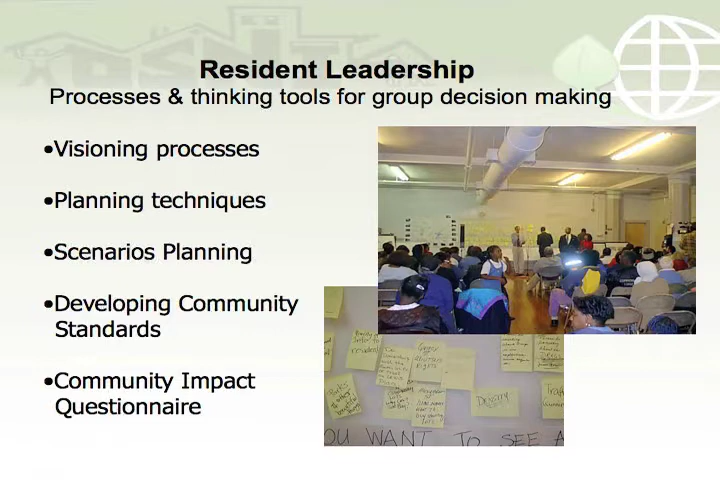 Resident Leadership
Processes & thinking tools for group decision making
•Visioning processes
•Planning techniques
•Scenarios Planning
•Developing Community
Standards
•Community Impact
Questionnaire
OU WANT TO SEE A